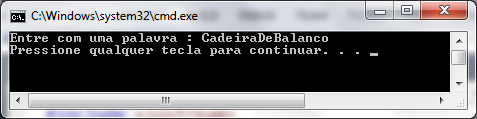 C:\Windows\system32\cmd.exe
Entre com uma palavra : CadeiraDeBalanco
Pressione qualquer tecla para continuar. . . _